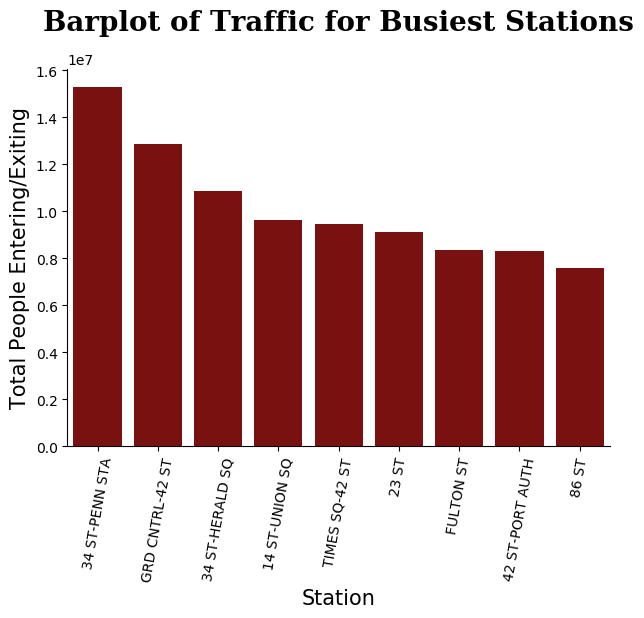 Barplot of Traffic for Busiest Stations
1e7
1.6
1.4
1.2
1.0
0.8
0.6
0.4
0.2
0.0
Total People Entering/Exiting
34 ST-PENN STA
GRD CNTRL-42 ST
34 ST-HERALD SQ
14 ST-UNION SQ
TIMES SQ-42 ST
23 ST
FULTON ST
42 ST-PORT AUTH
86 ST
Station